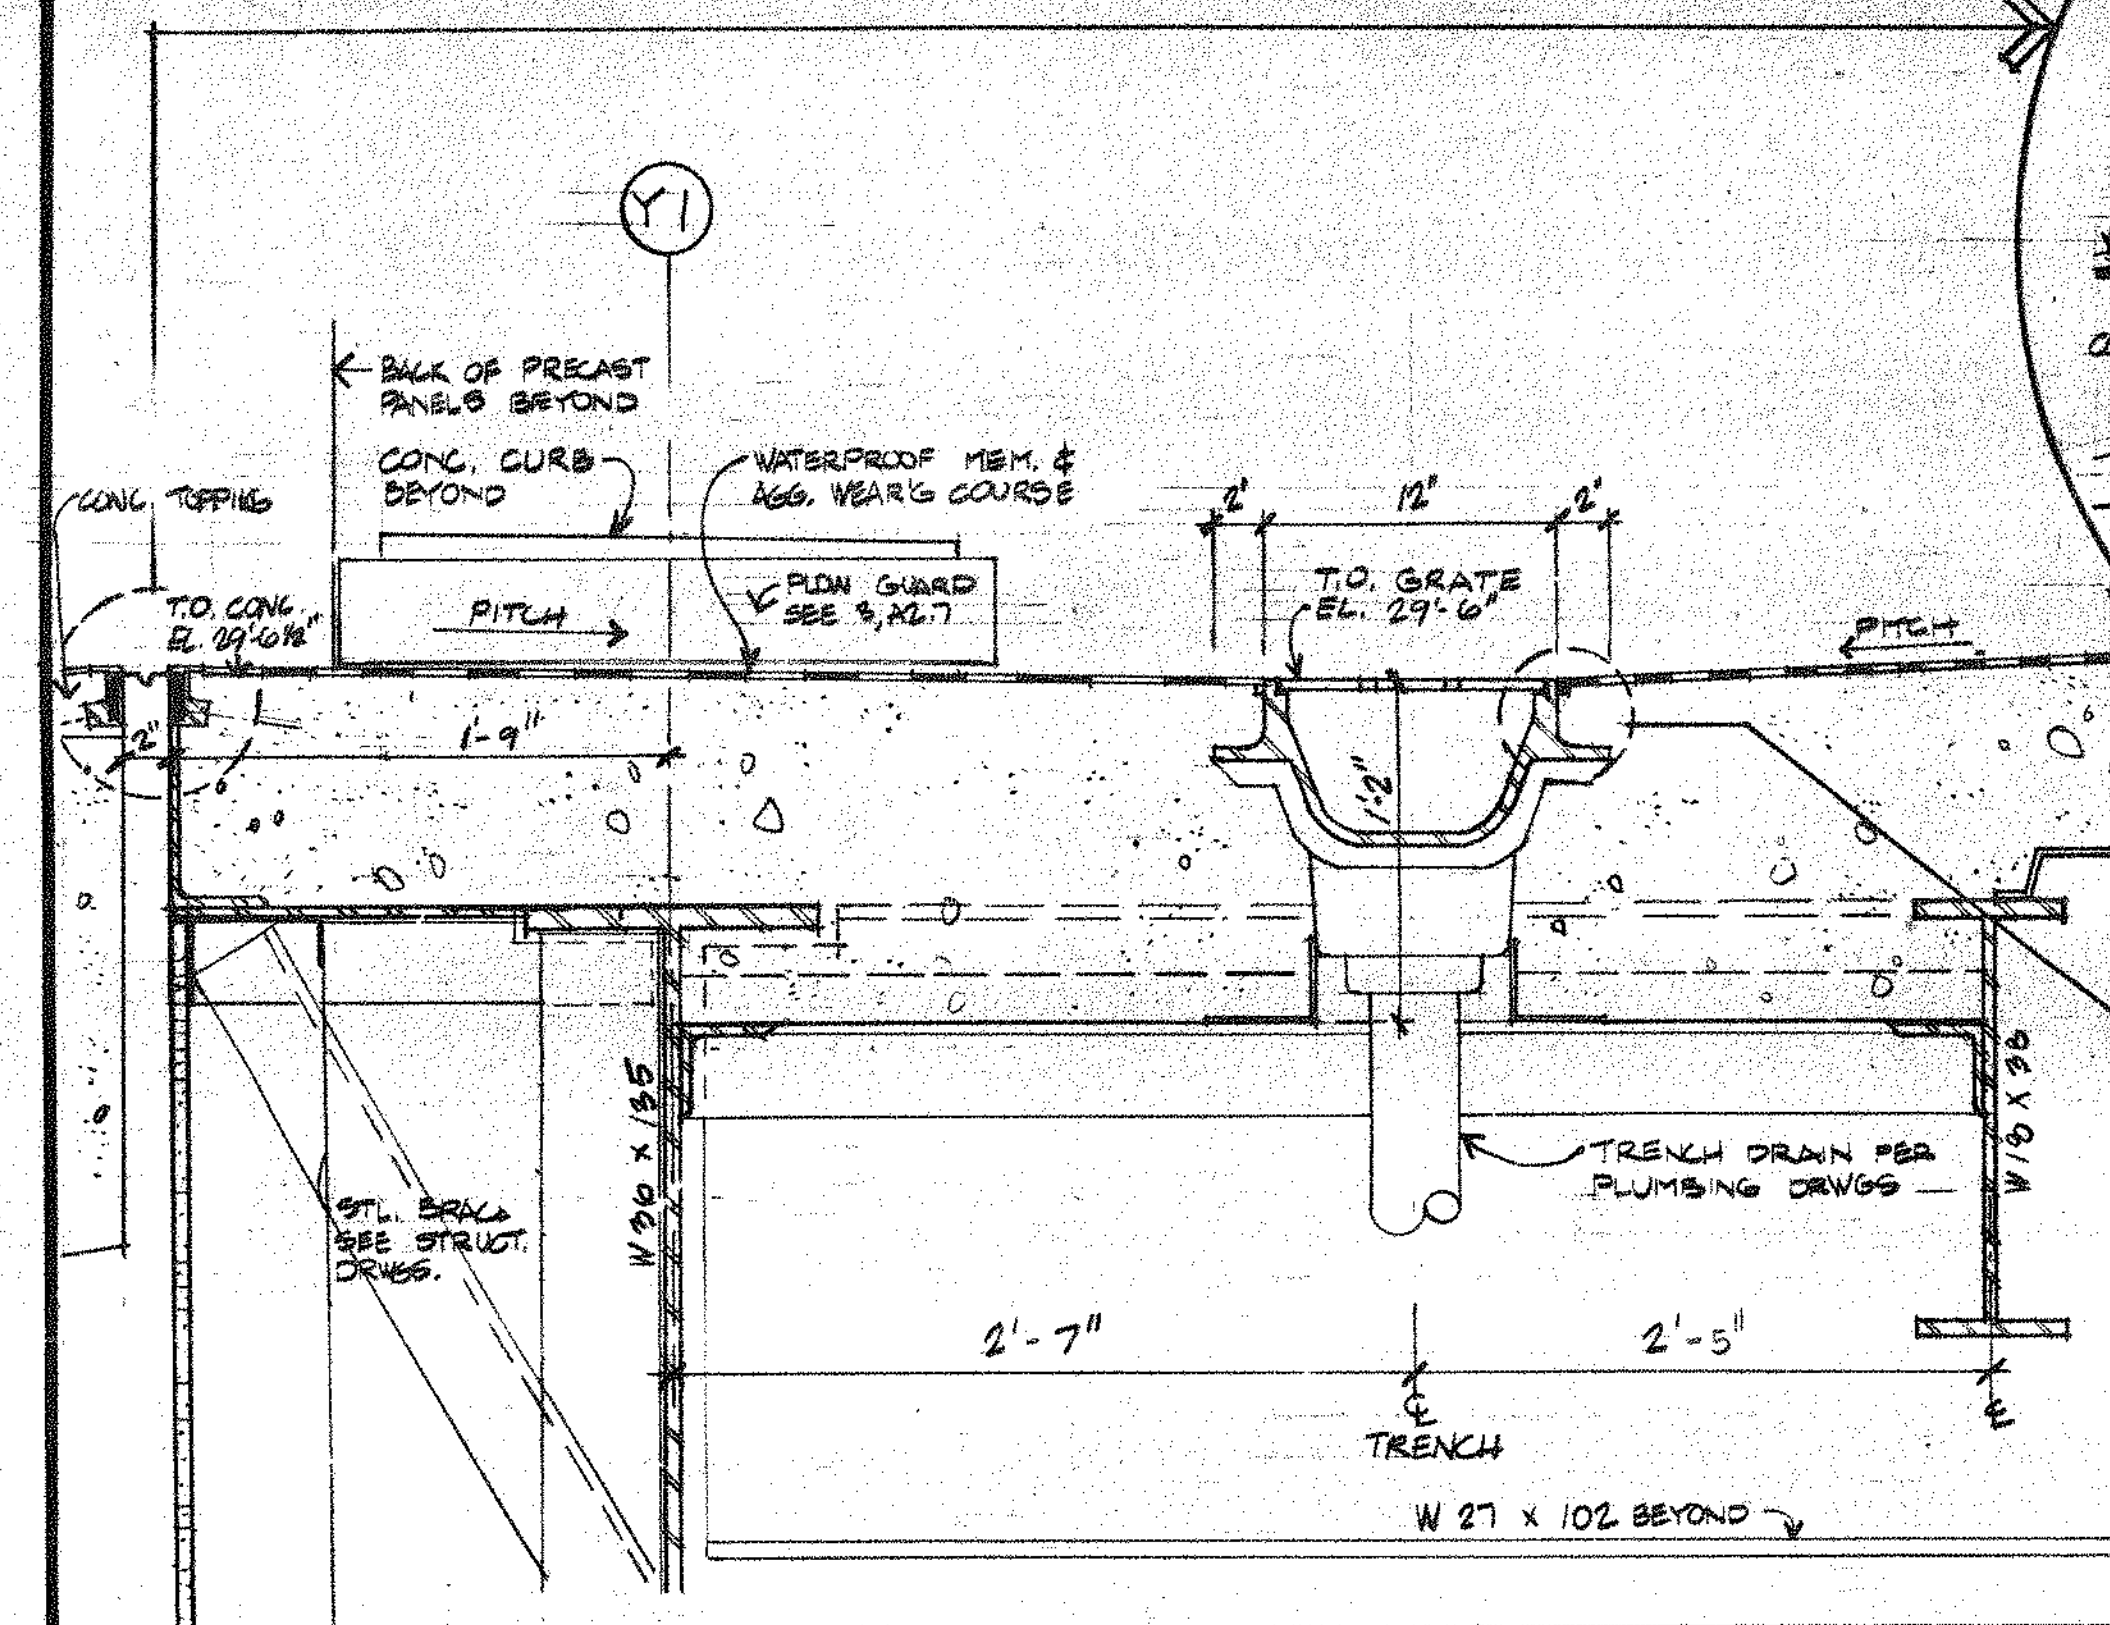 Y1
BACK OF PRECAST
PANELS BEYOND
CONC. CURB
BEYOND
WATERPROOF MEM. &
AGG. WEAR'G COURSE
CONC. TOPPING
2"
12"
2"
T.O. CONC.
EL. 29'-6½"
PITCH
PLOW GUARD
SEE 3, A2.7
T.O. GRATE
EL. 29'-6"
PITCH
2"
1'-9"
1'-2"
STL. BRACE
SEE STRUCT.
DRWGS.
W 36 x 135
W 18 x 38
TRENCH DRAIN PER
PLUMBING DRWGS
2'-7"
2'-5"
℄
TRENCH
℄
W 27 x 102 BEYOND